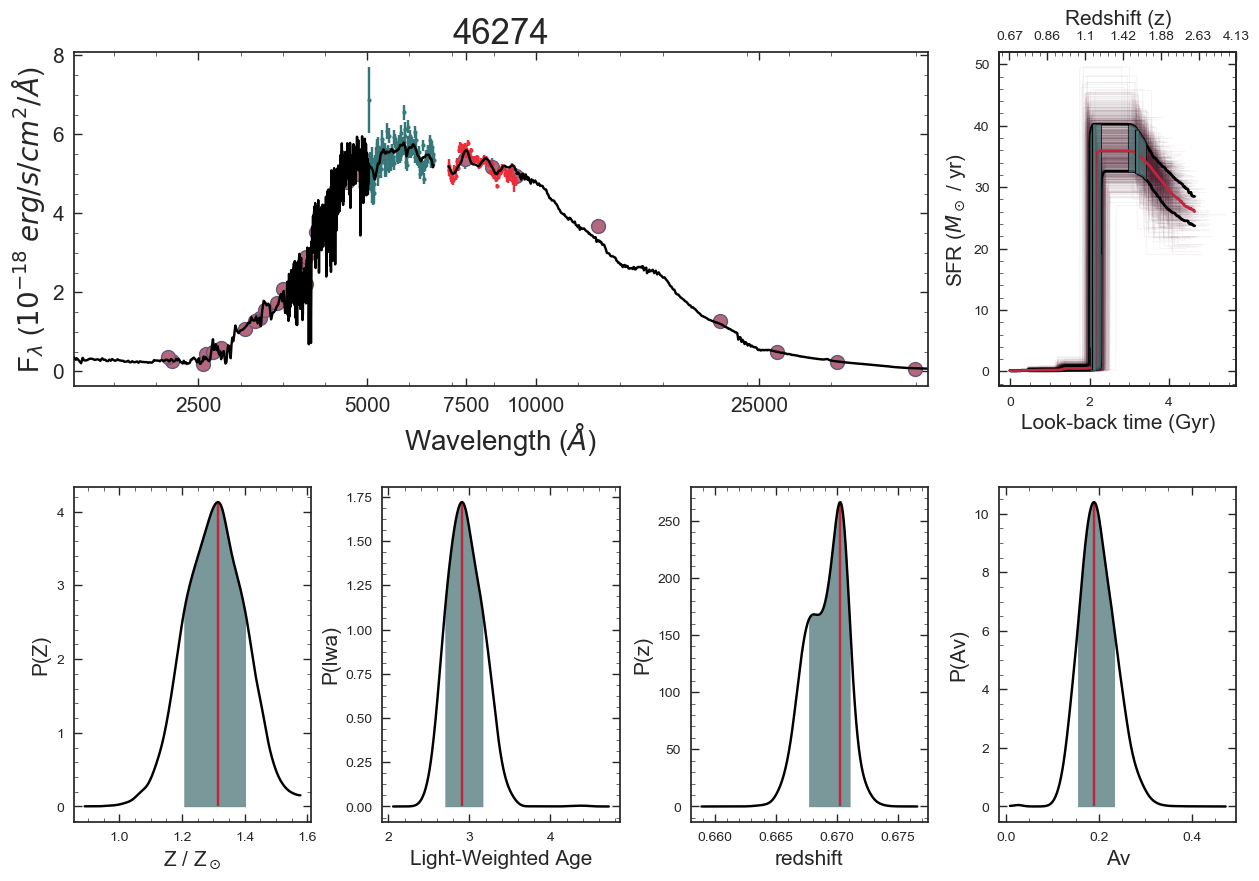 46274
F_λ (10^−18 erg/s/cm²/Å)
8
6
4
2
0
2500 5000 7500 10000 25000
Wavelength (Å)
Redshift (z)
0.67 0.86 1.1 1.42 1.88 2.63 4.13
SFR (M_⊙ / yr)
50
40
30
20
10
0
0 2 4
Look-back time (Gyr)
P(Z)
4
3
2
1
0
1.0 1.2 1.4 1.6
Z / Z_⊙
P(lwa)
1.75
1.50
1.25
1.00
0.75
0.50
0.25
0.00
2 3 4
Light-Weighted Age
P(z)
250
200
150
100
50
0
0.660 0.665 0.670 0.675
redshift
P(Av)
10
8
6
4
2
0
0.0 0.2 0.4
Av